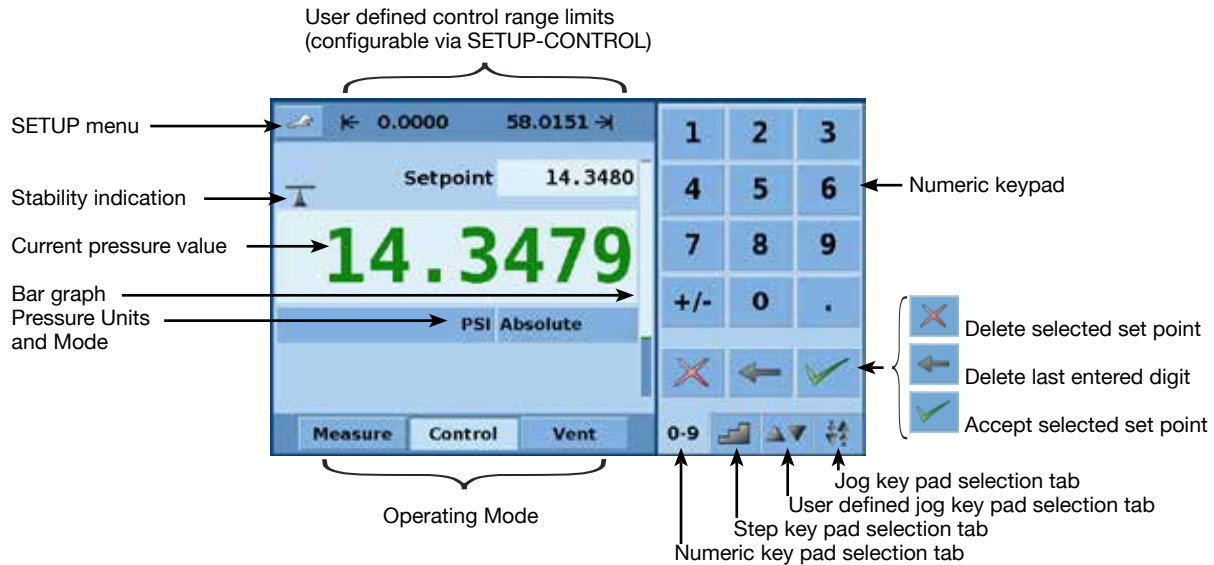 User defined control range limits
(configurable via SETUP-CONTROL)
SETUP menu
0.0000 58.0151
Stability indication
Setpoint 14.3480
Current pressure value
14.3479
Bar graph
Pressure Units
and Mode
PSI Absolute
Measure Control Vent
Operating Mode
1 2 3
4 5 6
7 8 9
+/- 0 .
Numeric keypad
0-9
Delete selected set point
Delete last entered digit
Accept selected set point
Jog key pad selection tab
User defined jog key pad selection tab
Step key pad selection tab
Numeric key pad selection tab